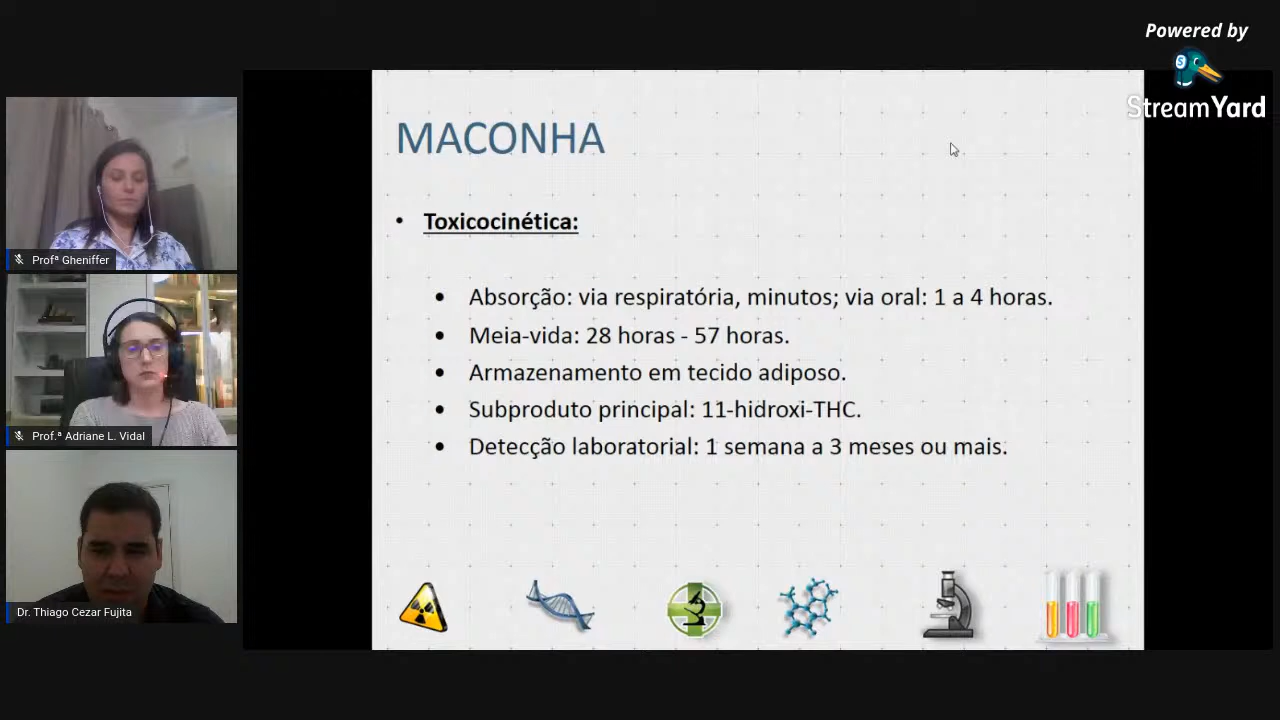 Powered by
StreamYard
MACONHA
• Toxicocinética:
• Absorção: via respiratória, minutos; via oral: 1 a 4 horas.
• Meia-vida: 28 horas - 57 horas.
• Armazenamento em tecido adiposo.
• Subproduto principal: 11-hidroxi-THC.
• Detecção laboratorial: 1 semana a 3 meses ou mais.
Profª Gheniffer
Prof.ª Adriane L. Vidal
Dr. Thiago Cezar Fujita